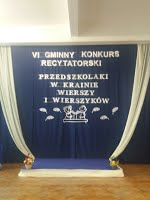 VI GMINNY KONKURS
RECYTATORSKI
PRZEDSZKOLAKI
W KRAINIE
WIERSZY
I WIERSZYKÓW